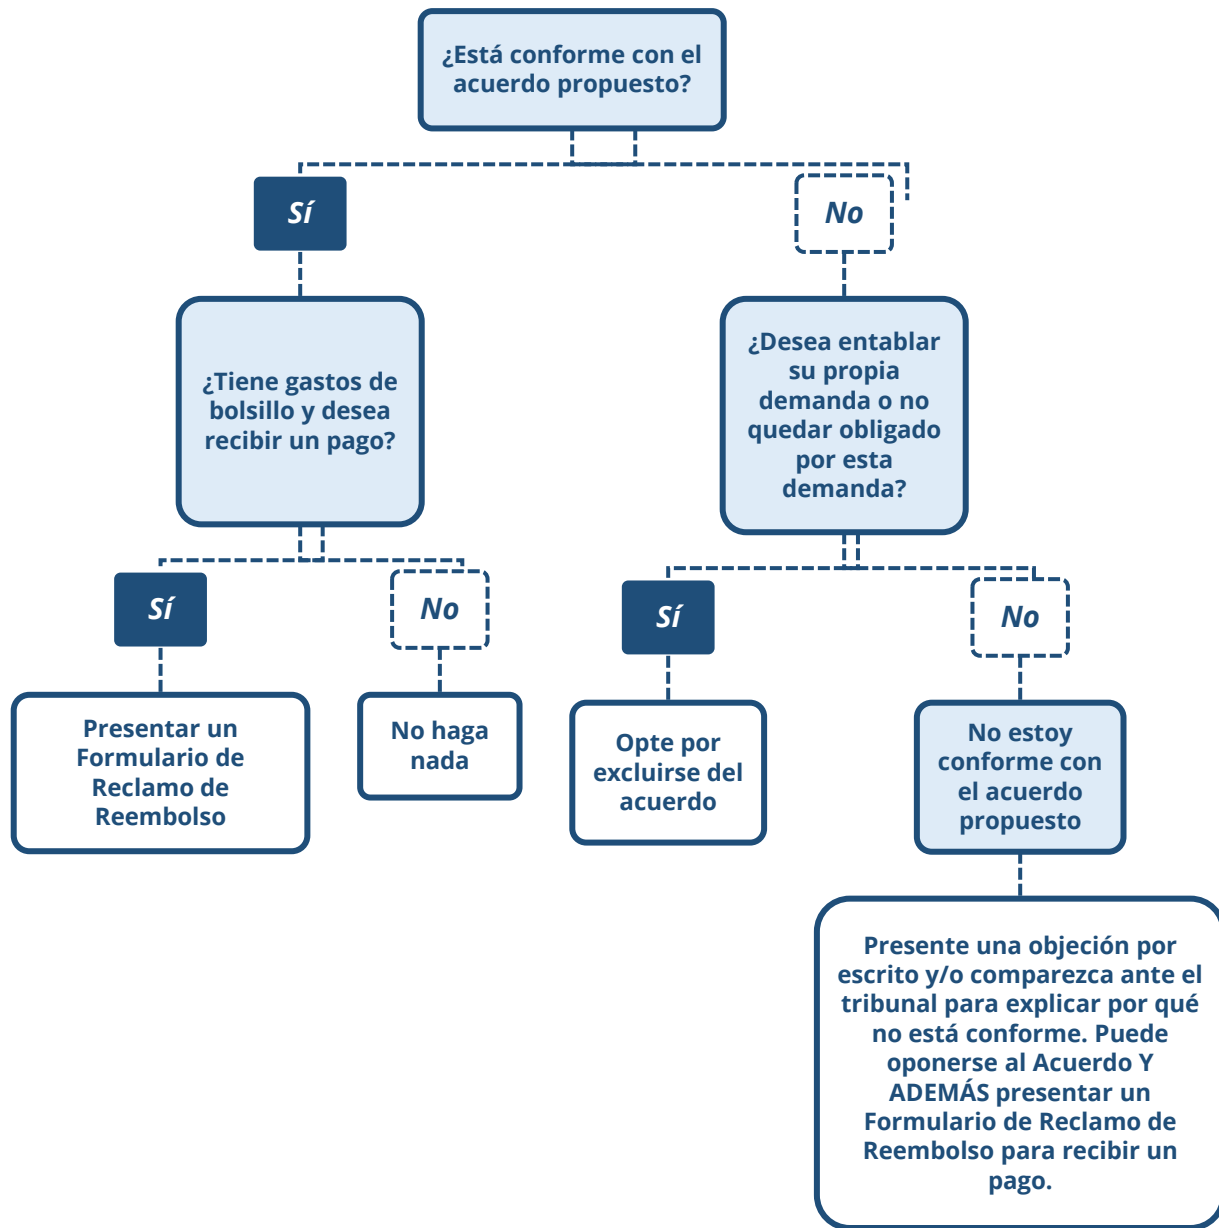 ¿Está conforme con el
acuerdo propuesto?
Sí
No
¿Tiene gastos de
bolsillo y desea
recibir un pago?
¿Desea entablar
su propia
demanda o no
quedar obligado
por esta
demanda?
Sí
No
Sí
No
Presentar un
Formulario de
Reclamo de
Reembolso
No haga
nada
Opte por
excluirse del
acuerdo
No estoy
conforme con
el acuerdo
propuesto
Presente una objeción por
escrito y/o comparezca ante el
tribunal para explicar por qué
no está conforme. Puede
oponerse al Acuerdo Y
ADEMÁS presentar un
Formulario de Reclamo de
Reembolso para recibir un
pago.